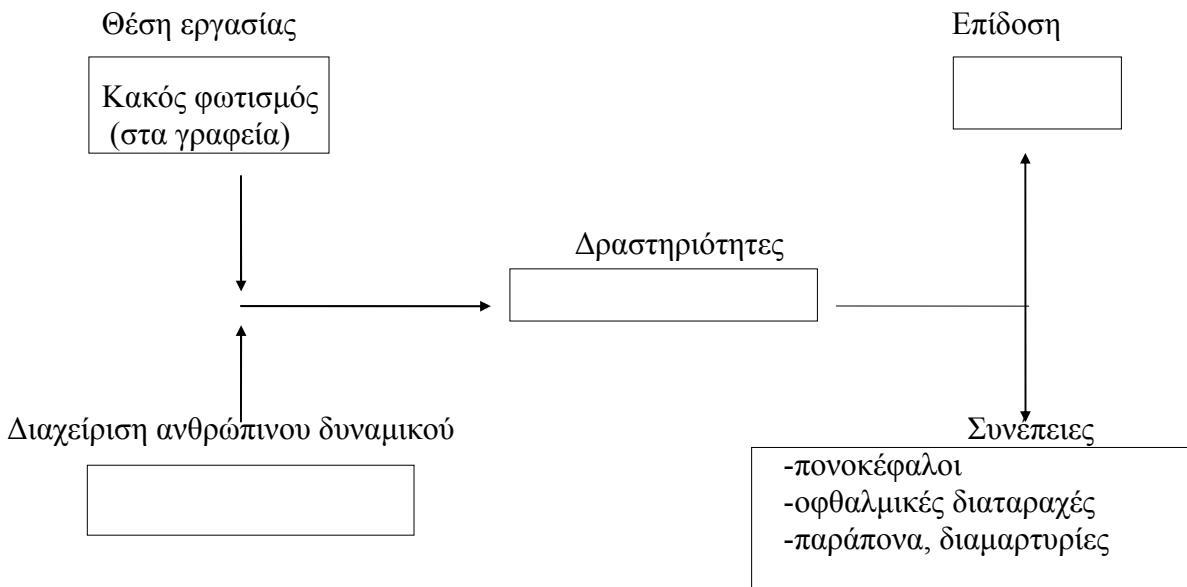 Θέση εργασίας
Επίδοση
Κακός φωτισμός
(στα γραφεία)
Δραστηριότητες
Διαχείριση ανθρώπινου δυναμικού
Συνέπειες
-πονοκέφαλοι
-οφθαλμικές διαταραχές
-παράπονα, διαμαρτυρίες